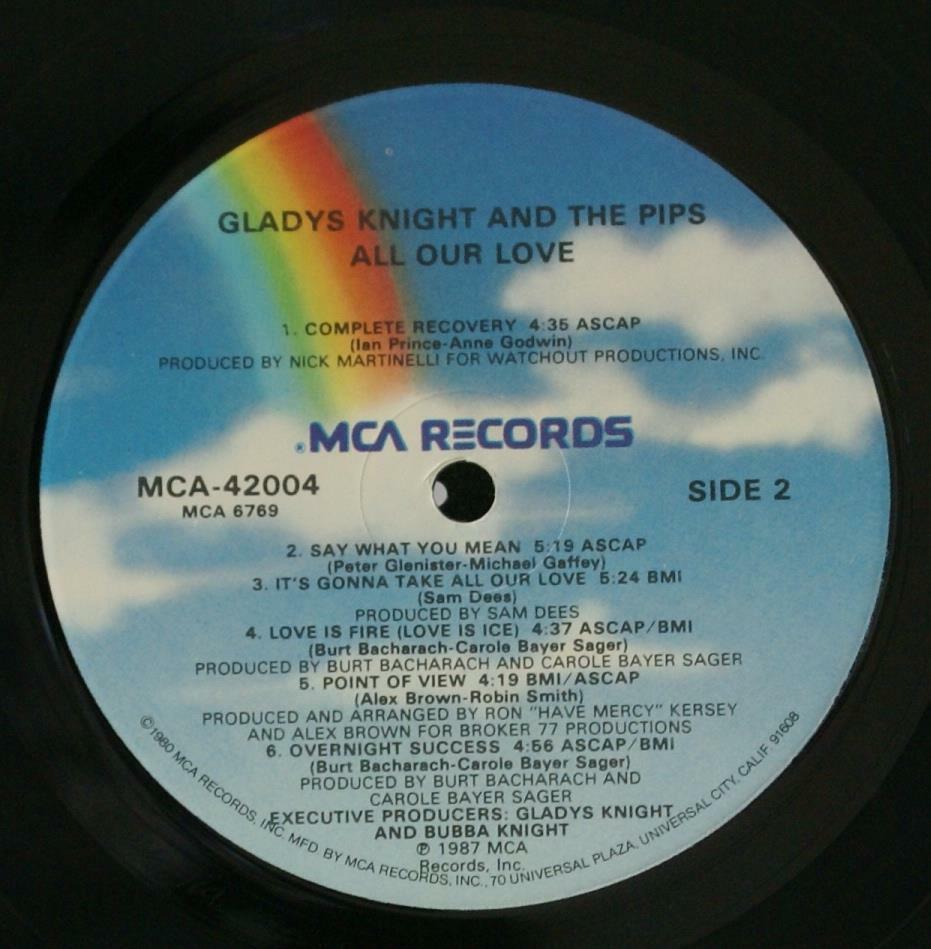 GLADYS KNIGHT AND THE PIPS
ALL OUR LOVE
1. COMPLETE RECOVERY 4:35 ASCAP
(Ian Prince-Anne Godwin)
PRODUCED BY NICK MARTINELLI FOR WATCHOUT PRODUCTIONS, INC.
®MCA RECORDS
MCA-42004
MCA 6769
SIDE 2
2. SAY WHAT YOU MEAN 5:19 ASCAP
(Peter Glenister-Michael Gaffey)
3. IT'S GONNA TAKE ALL OUR LOVE 5:24 BMI
(Sam Dees)
PRODUCED BY SAM DEES
4. LOVE IS FIRE (LOVE IS ICE) 4:37 ASCAP/BMI
(Burt Bacharach-Carole Bayer Sager)
PRODUCED BY BURT BACHARACH AND CAROLE BAYER SAGER
5. POINT OF VIEW 4:19 BMI/ASCAP
(Alex Brown-Robin Smith)
PRODUCED AND ARRANGED BY RON "HAVE MERCY" KERSEY
AND ALEX BROWN FOR BROKER 77 PRODUCTIONS
6. OVERNIGHT SUCCESS 4:56 ASCAP/BMI
(Burt Bacharach-Carole Bayer Sager)
PRODUCED BY BURT BACHARACH AND
CAROLE BAYER SAGER
EXECUTIVE PRODUCERS: GLADYS KNIGHT
AND BUBBA KNIGHT
℗ 1987 MCA
Records, Inc.
©1980 MCA RECORDS, INC. MFD. BY MCA RECORDS, INC., 70 UNIVERSAL PLAZA, UNIVERSAL CITY, CALIF. 91608